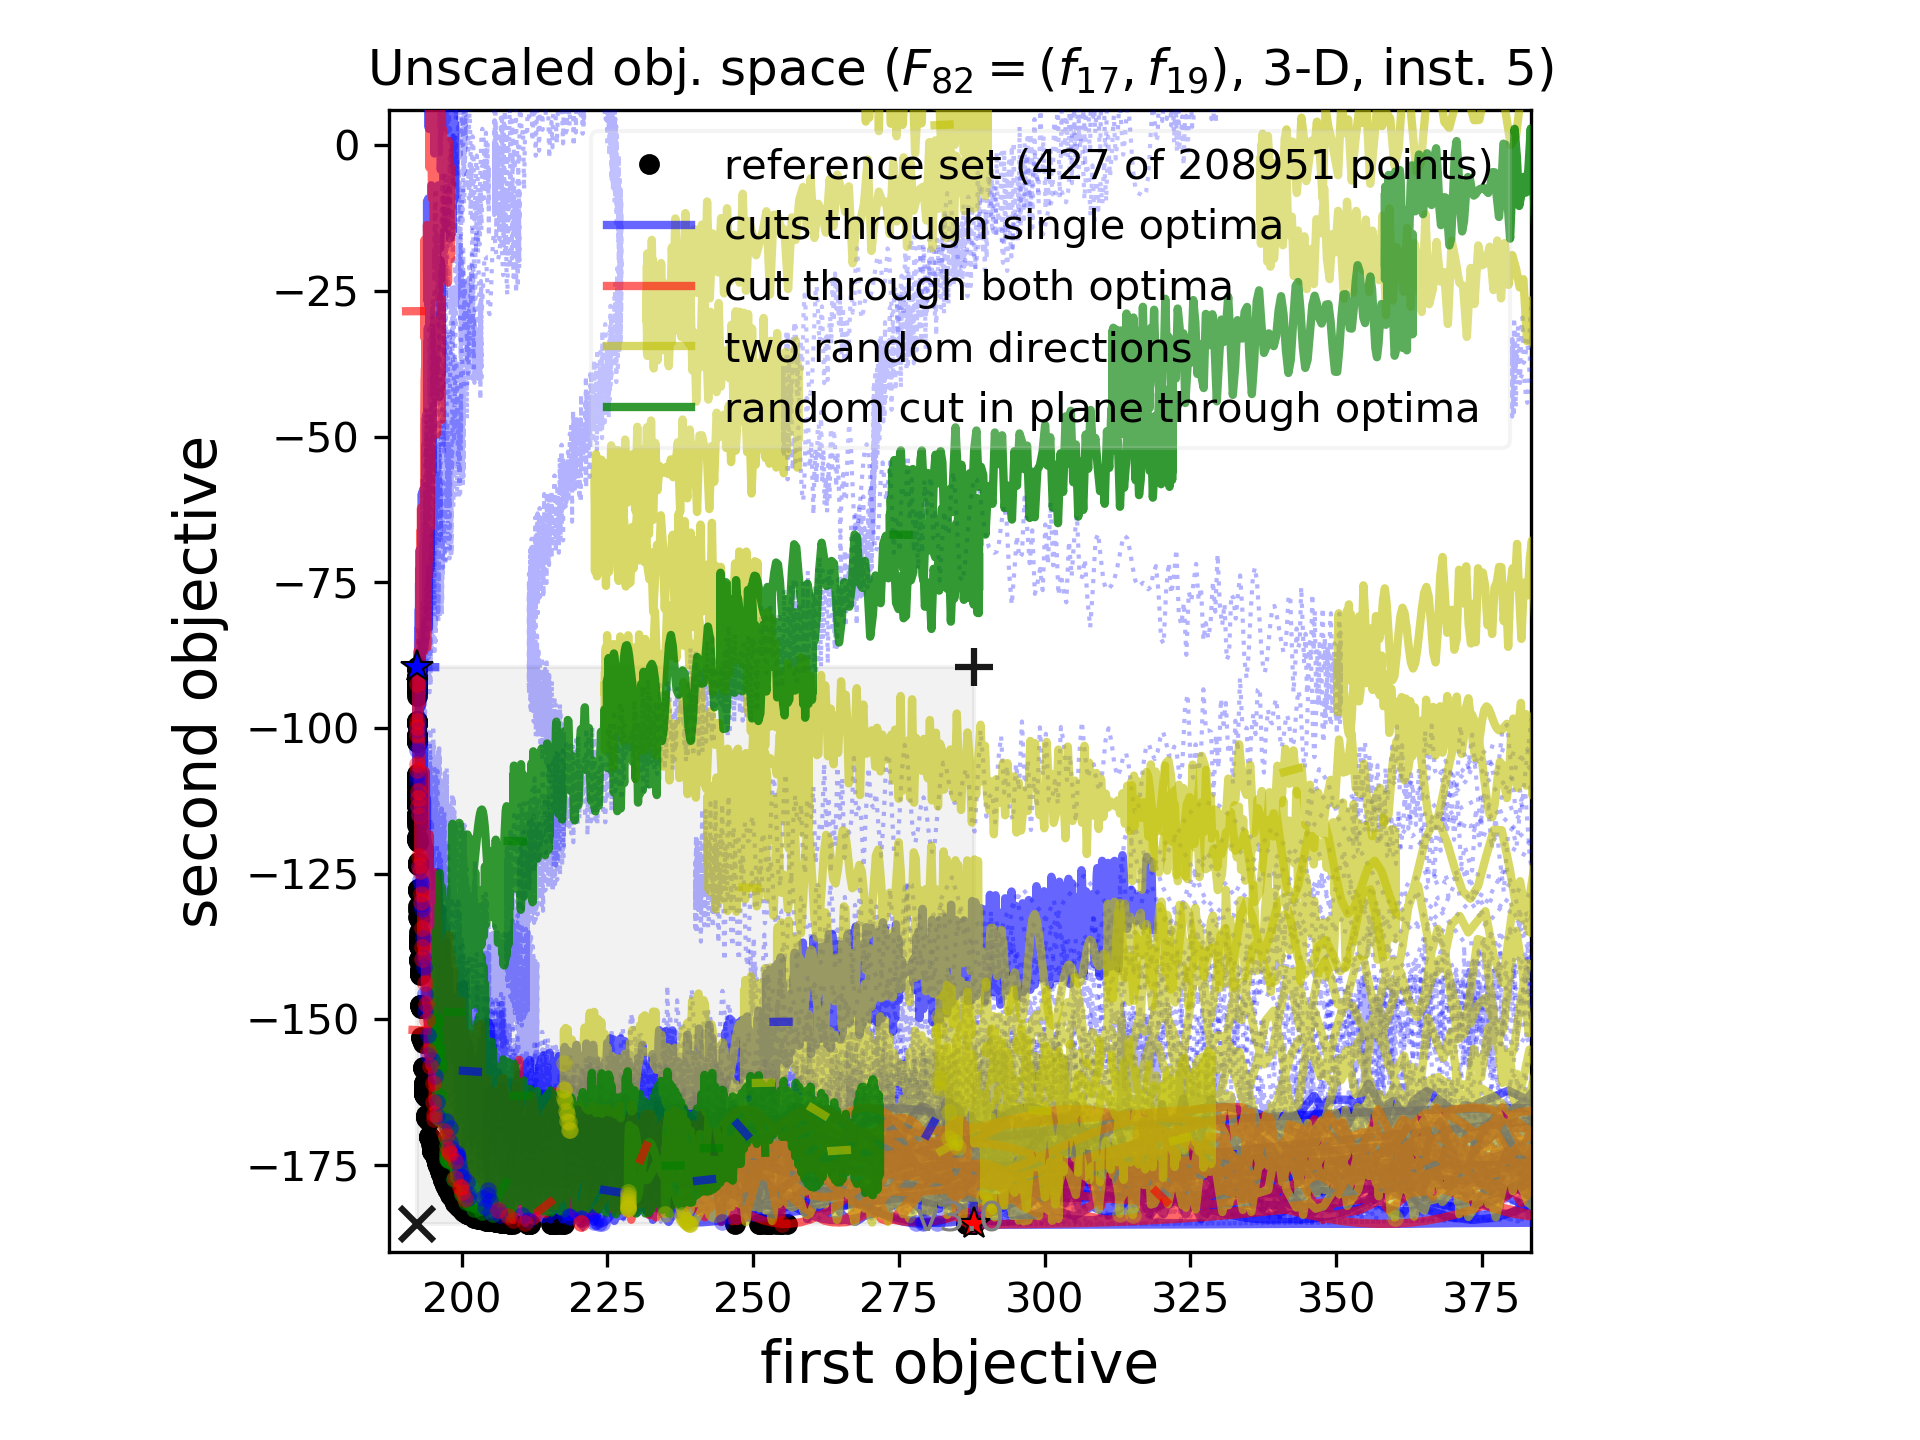 Unscaled obj. space (F82 = (f17, f19), 3-D, inst. 5)
reference set (427 of 208951 points)
cuts through single optima
cut through both optima
two random directions
random cut in plane through optima
0
−25
−50
−75
−100
−125
−150
−175
second objective
200 225 250 275 300 325 350 375
first objective